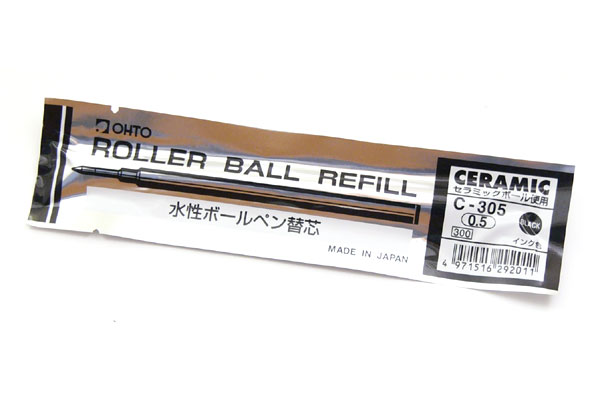 OHTO
ROLLER BALL REFILL
水性ボールペン替芯
MADE IN JAPAN
CERAMIC
セラミックボール使用
C-305
0.5
300
BLACK
インク色
4 971516 292011